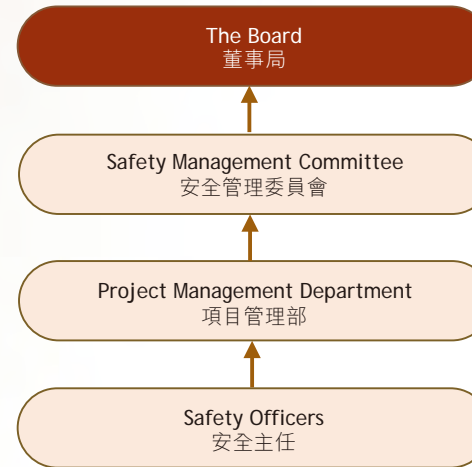 The Board
董事局
Safety Management Committee
安全管理委員會
Project Management Department
項目管理部
Safety Officers
安全主任